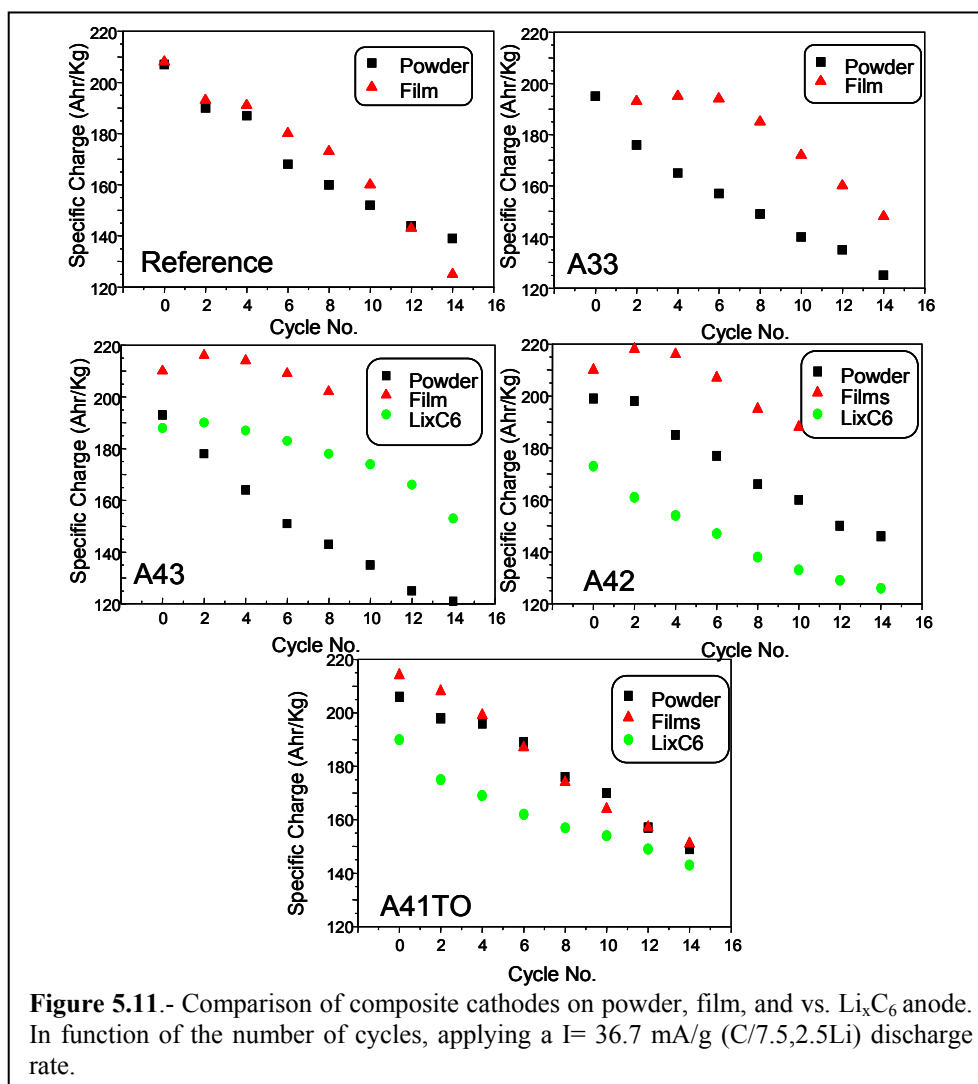 220
200
180
160
140
120
Specific Charge (Ahr/Kg)
Powder
Film
Reference
0 2 4 6 8 10 12 14 16
Cycle No.
220
200
180
160
140
120
Specific Charge (Ahr/Kg)
Powder
Film
A33
0 2 4 6 8 10 12 14 16
Cycle No.
220
200
180
160
140
120
Specific Charge (Ahr/Kg)
Powder
Film
LixC6
A43
0 2 4 6 8 10 12 14 16
Cycle No.
220
200
180
160
140
120
Specific Charge (Ahr/Kg)
Powder
Films
LixC6
A42
0 2 4 6 8 10 12 14 16
Cycle No.
220
200
180
160
140
120
Specific Charge (Ahr/Kg)
Powder
Films
LixC6
A41TO
0 2 4 6 8 10 12 14 16
Cycle No.
Figure 5.11.- Comparison of composite cathodes on powder, film, and vs. LixC6 anode.
In function of the number of cycles, applying a I= 36.7 mA/g (C/7.5,2.5Li) discharge
rate.